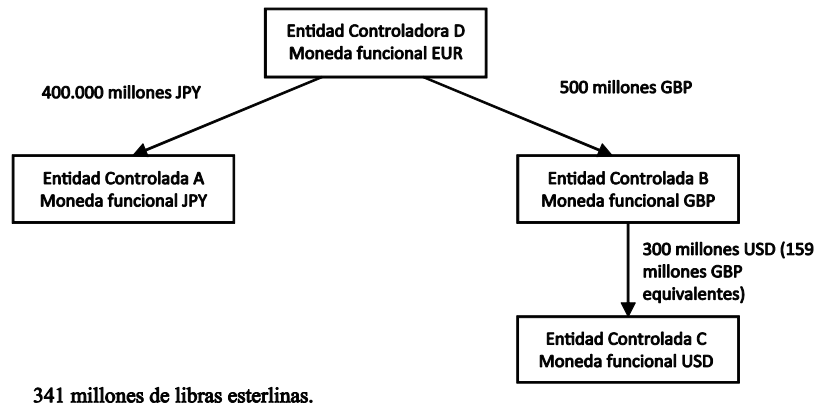 Entidad Controladora D
Moneda funcional EUR
400.000 millones JPY
500 millones GBP
Entidad Controlada A
Moneda funcional JPY
Entidad Controlada B
Moneda funcional GBP
300 millones USD (159
millones GBP
equivalentes)
Entidad Controlada C
Moneda funcional USD
341 millones de libras esterlinas.